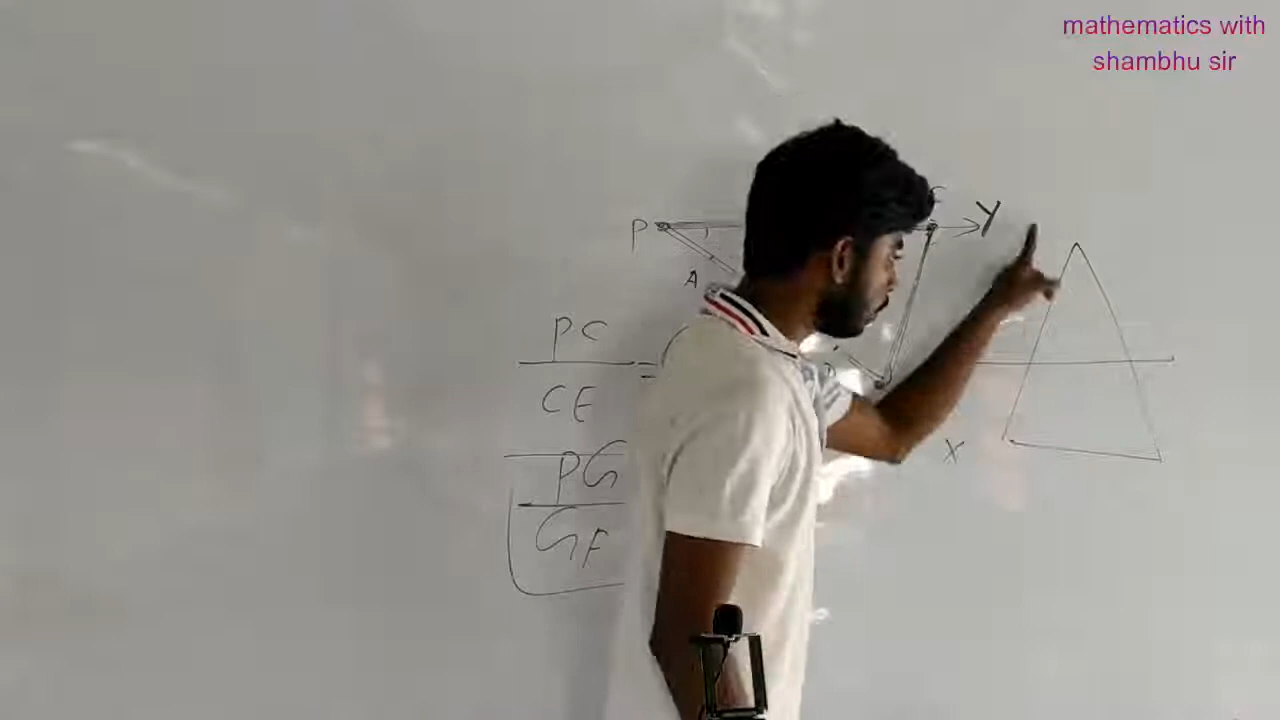 mathematics with
shambhu sir
P
Y
A
PC
=
CE
X
PG
GF